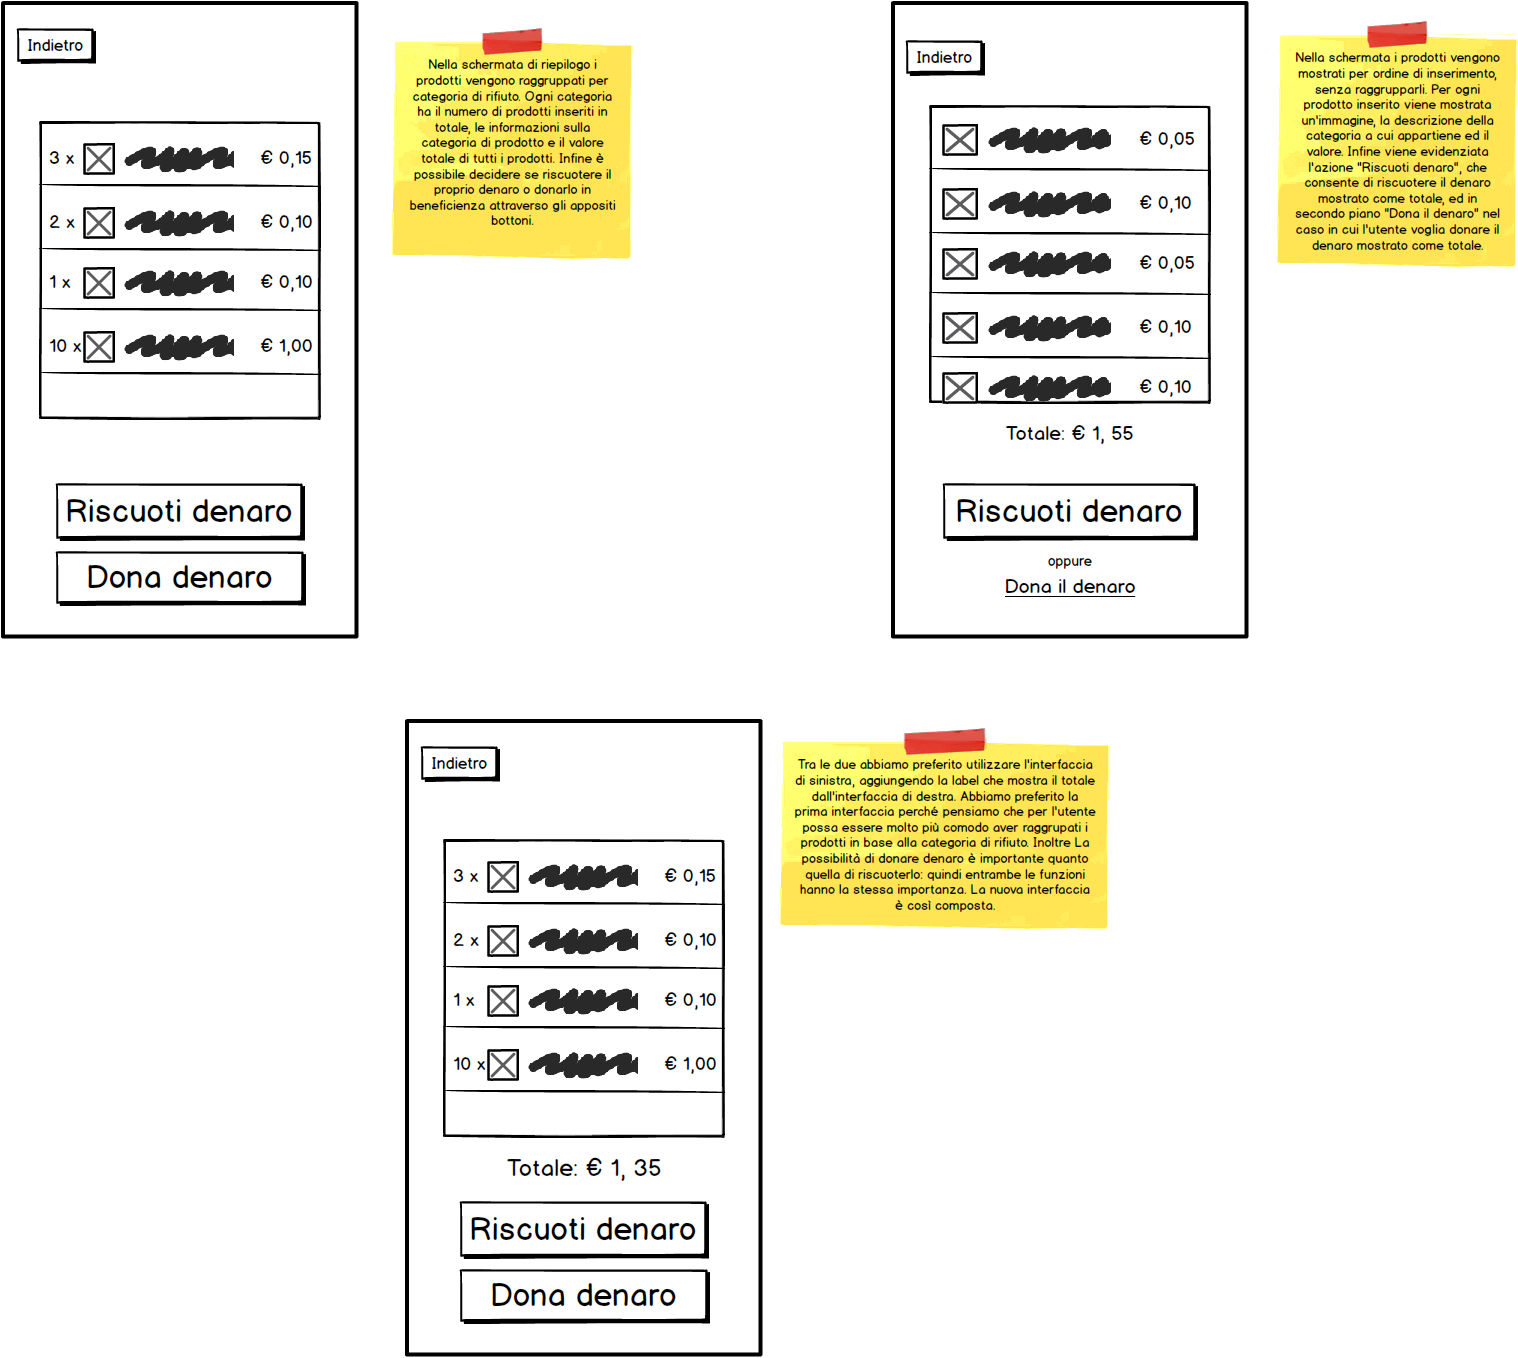 Indietro
3 x € 0,15
2 x € 0,10
1 x € 0,10
10 x € 1,00
Riscuoti denaro
Dona denaro
Nella schermata di riepilogo i
prodotti vengono raggruppati per
categoria di rifiuto. Ogni categoria
ha il numero di prodotti inseriti in
totale, le informazioni sulla
categoria di prodotto e il valore
totale di tutti i prodotti. Infine è
possibile decidere se riscuotere il
proprio denaro o donarlo in
beneficienza attraverso gli appositi
bottoni.
Indietro
€ 0,05
€ 0,10
€ 0,05
€ 0,10
€ 0,10
Totale: € 1, 55
Riscuoti denaro
oppure
Dona il denaro
Nella schermata i prodotti vengono
mostrati per ordine di inserimento,
senza raggrupparli. Per ogni
prodotto inserito viene mostrata
un'immagine, la descrizione della
categoria a cui appartiene ed il
valore. Infine viene evidenziata
l'azione "Riscuoti denaro", che
consente di riscuotere il denaro
mostrato come totale, ed in
secondo piano "Dona il denaro" nel
caso in cui l'utente voglia donare il
denaro mostrato come totale.
Indietro
3 x € 0,15
2 x € 0,10
1 x € 0,10
10 x € 1,00
Totale: € 1, 35
Riscuoti denaro
Dona denaro
Tra le due abbiamo preferito utilizzare l'interfaccia
di sinistra, aggiungendo la label che mostra il totale
dall'interfaccia di destra. Abbiamo preferito la
prima interfaccia perché pensiamo che per l'utente
possa essere molto più comodo aver raggrupati i
prodotti in base alla categoria di rifiuto. Inoltre La
possibilità di donare denaro è importante quanto
quella di riscuoterlo: quindi entrambe le funzioni
hanno la stessa importanza. La nuova interfaccia
è così composta.